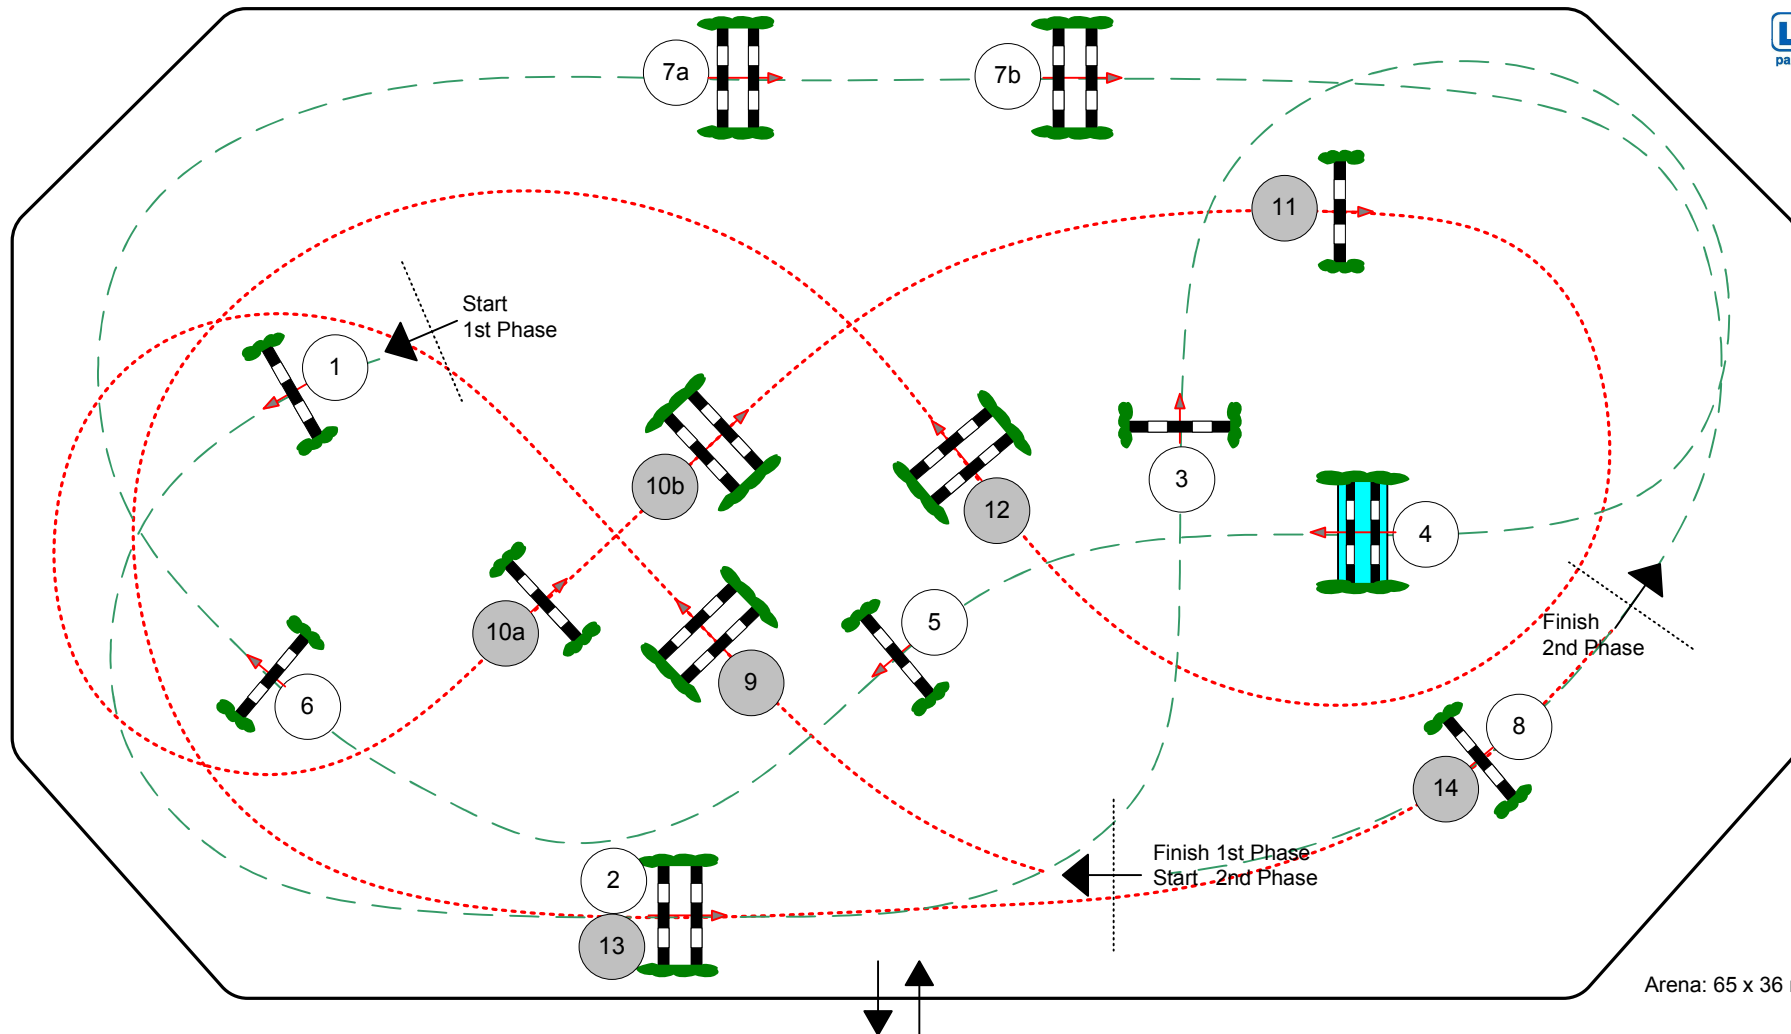 7a
7b
L
pa
11
Start
1st Phase
1
10b
12
3
4
10a
5
9
6
Finish
2nd Phase
8
14
2
Finish 1st Phase
Start 2nd Phase
13
Arena: 65 x 36